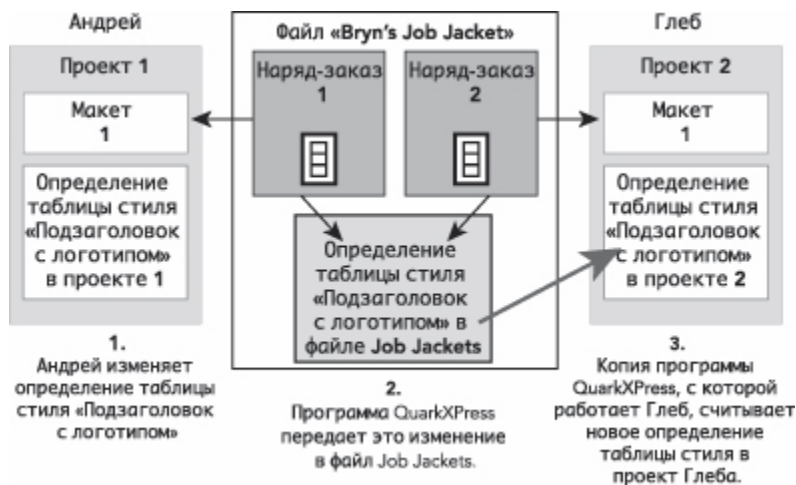 Андрей
Проект 1
Макет
1
Определение
таблицы стиля
«Подзаголовок
с логотипом»
в проекте 1
1.
Андрей изменяет
определение таблицы
стиля «Подзаголовок
с логотипом»
Файл «Bryn's Job Jacket»
Наряд-заказ
1
Наряд-заказ
2
Определение
таблицы стиля
«Подзаголовок
с логотипом» в
файле Job Jackets
2.
Программа QuarkXPress
передает это изменение
в файл Job Jackets.
Глеб
Проект 2
Макет
1
Определение
таблицы стиля
«Подзаголовок
с логотипом»
в проекте 2
3.
Копия программы
QuarkXPress, с которой
работает Глеб, считывает
новое определение
таблицы стиля в
проект Глеба.